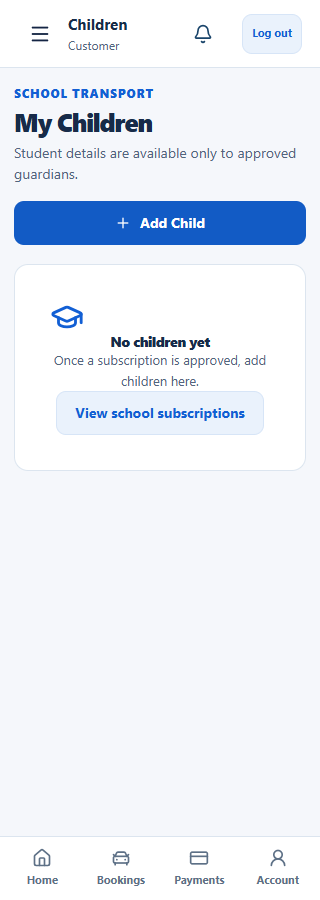 Children
Customer
Log out
SCHOOL TRANSPORT
My Children
Student details are available only to approved
guardians.
Add Child
No children yet
Once a subscription is approved, add
children here.
View school subscriptions
Home
Bookings
Payments
Account